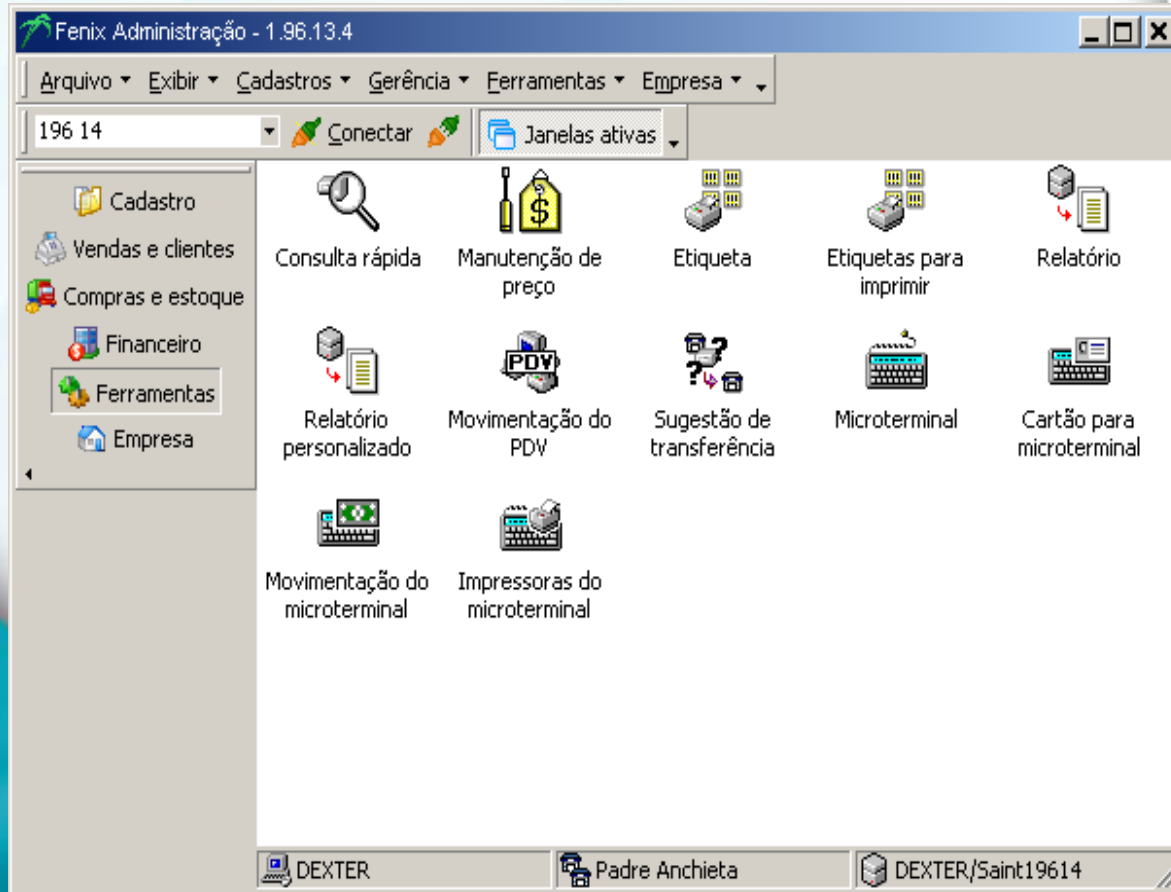 Fenix Administração - 1.96.13.4
Arquivo Exibir Cadastros Gerência Ferramentas Empresa
196 14 Conectar Janelas ativas
Cadastro
Vendas e clientes
Compras e estoque
Financeiro
Ferramentas
Empresa
Consulta rápida
Manutenção de
preço
Etiqueta
Etiquetas para
imprimir
Relatório
Relatório
personalizado
PDV
Movimentação do
PDV
Sugestão de
transferência
Microterminal
Cartão para
microterminal
Movimentação do
microterminal
Impressoras do
microterminal
DEXTER
Padre Anchieta
DEXTER/Saint19614